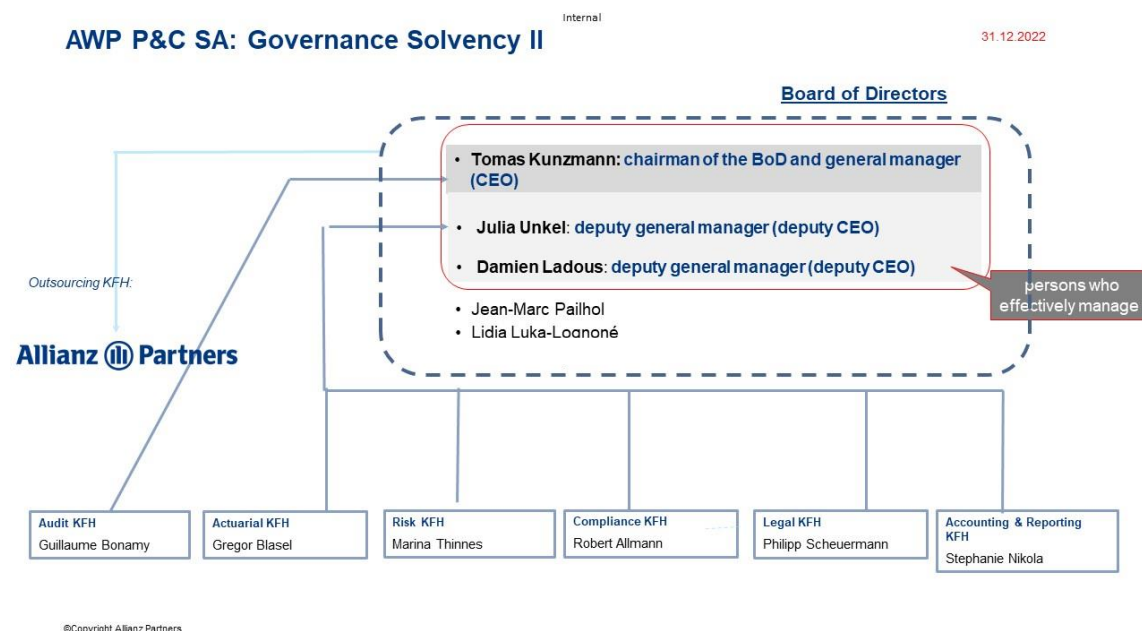 Internal
AWP P&C SA: Governance Solvency II
31.12.2022
Board of Directors
• Tomas Kunzmann: chairman of the BoD and general manager
(CEO)
• Julia Unkel: deputy general manager (deputy CEO)
• Damien Ladous: deputy general manager (deputy CEO)
persons who
effectively manage
• Jean-Marc Pailhol
• Lidia Luka-Lognoné
Outsourcing KFH:
Allianz Partners
Audit KFH
Guillaume Bonamy
Actuarial KFH
Gregor Blasel
Risk KFH
Marina Thinnes
Compliance KFH
Robert Allmann
Legal KFH
Philipp Scheuermann
Accounting & Reporting
KFH
Stephanie Nikola
©Copyright Allianz Partners